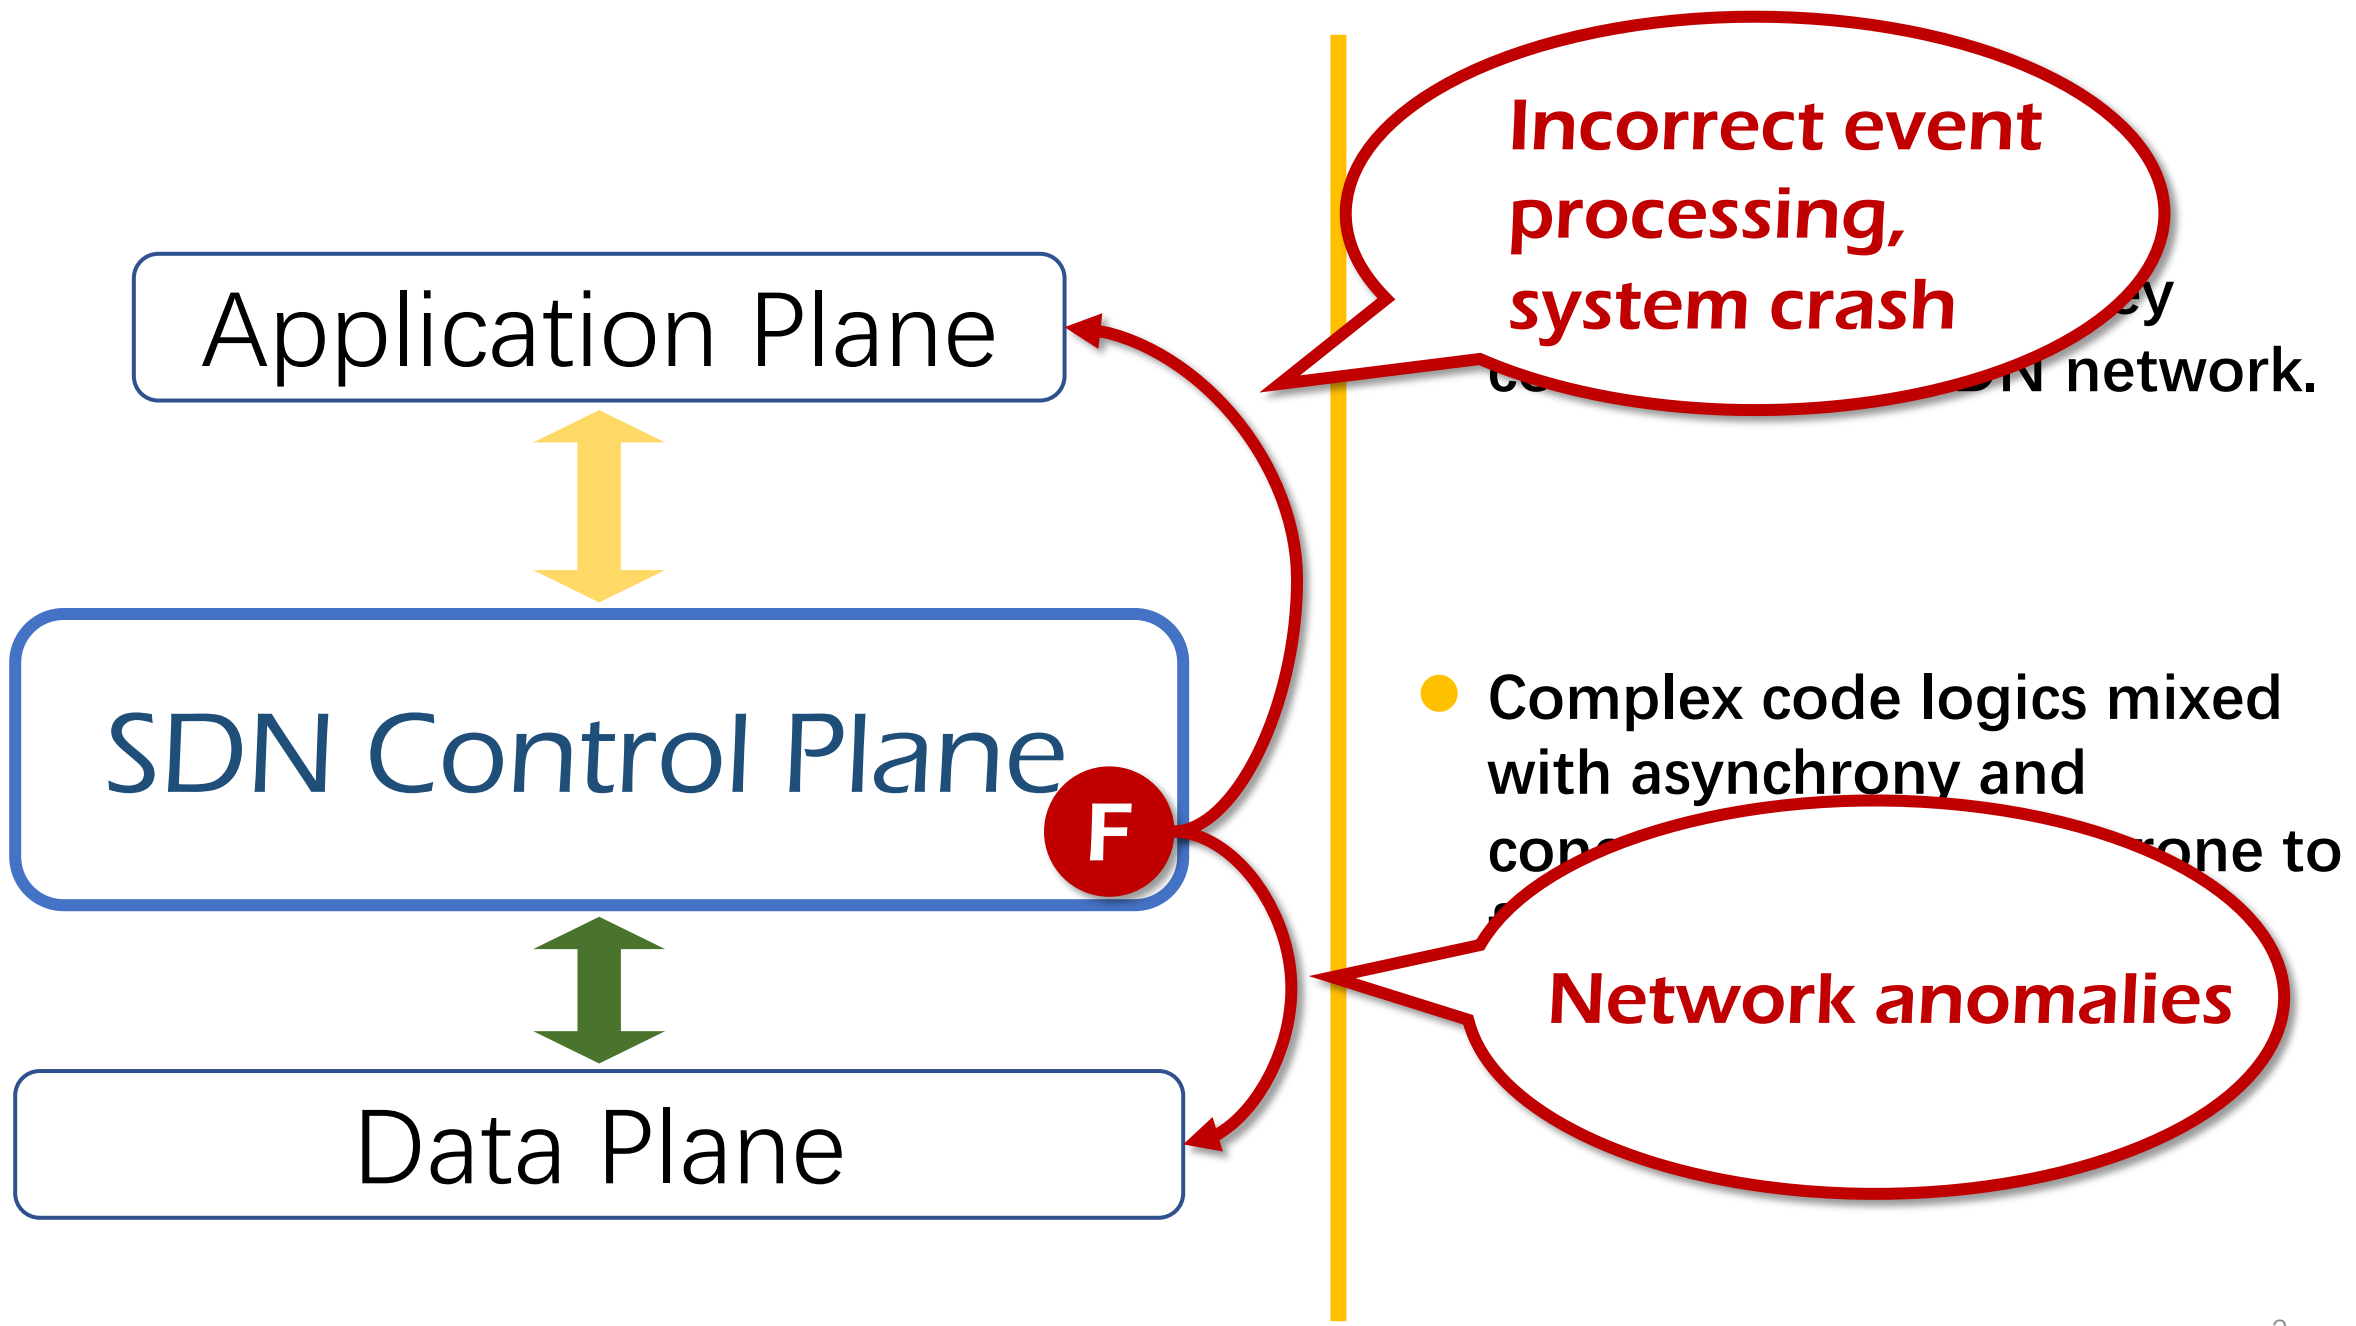 Application Plane
SDN Control Plane
F
Data Plane
Incorrect event
processing,
system crash
network.
Complex code logics mixed
with asynchrony and
to
Network anomalies